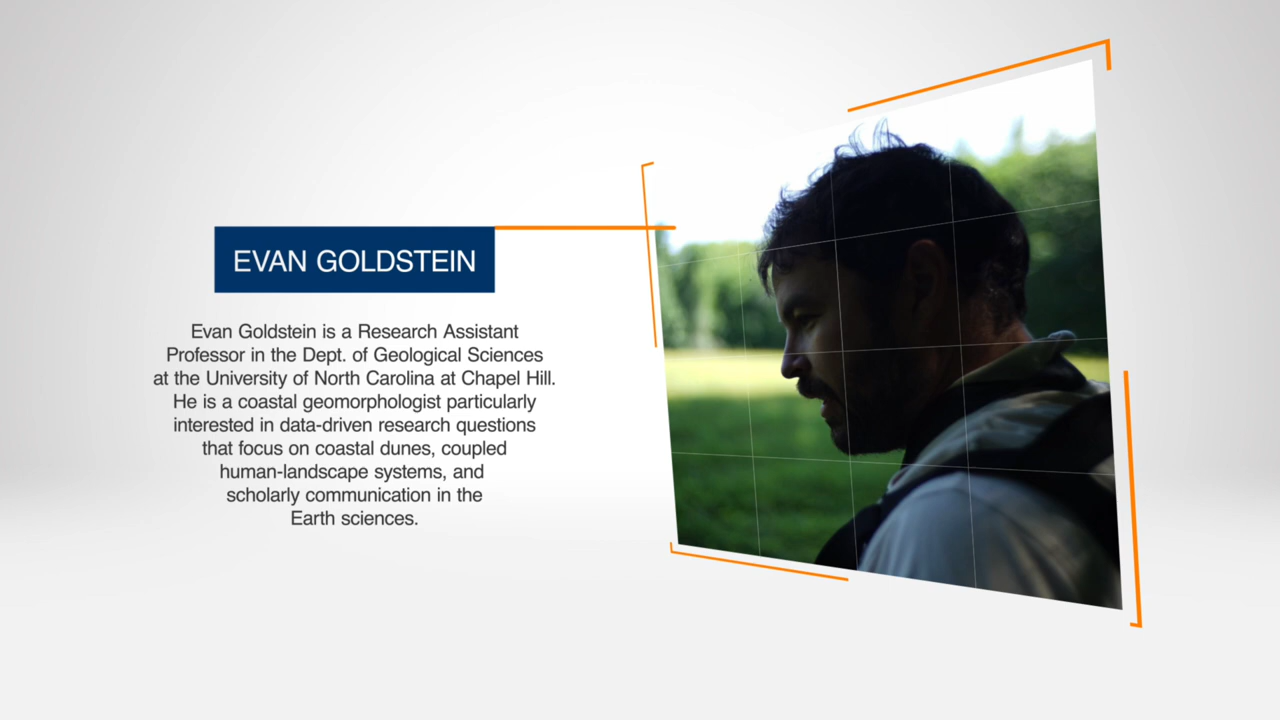 EVAN GOLDSTEIN
Evan Goldstein is a Research Assistant
Professor in the Dept. of Geological Sciences
at the University of North Carolina at Chapel Hill.
He is a coastal geomorphologist particularly
interested in data-driven research questions
that focus on coastal dunes, coupled
human-landscape systems, and
scholarly communication in the
Earth sciences.